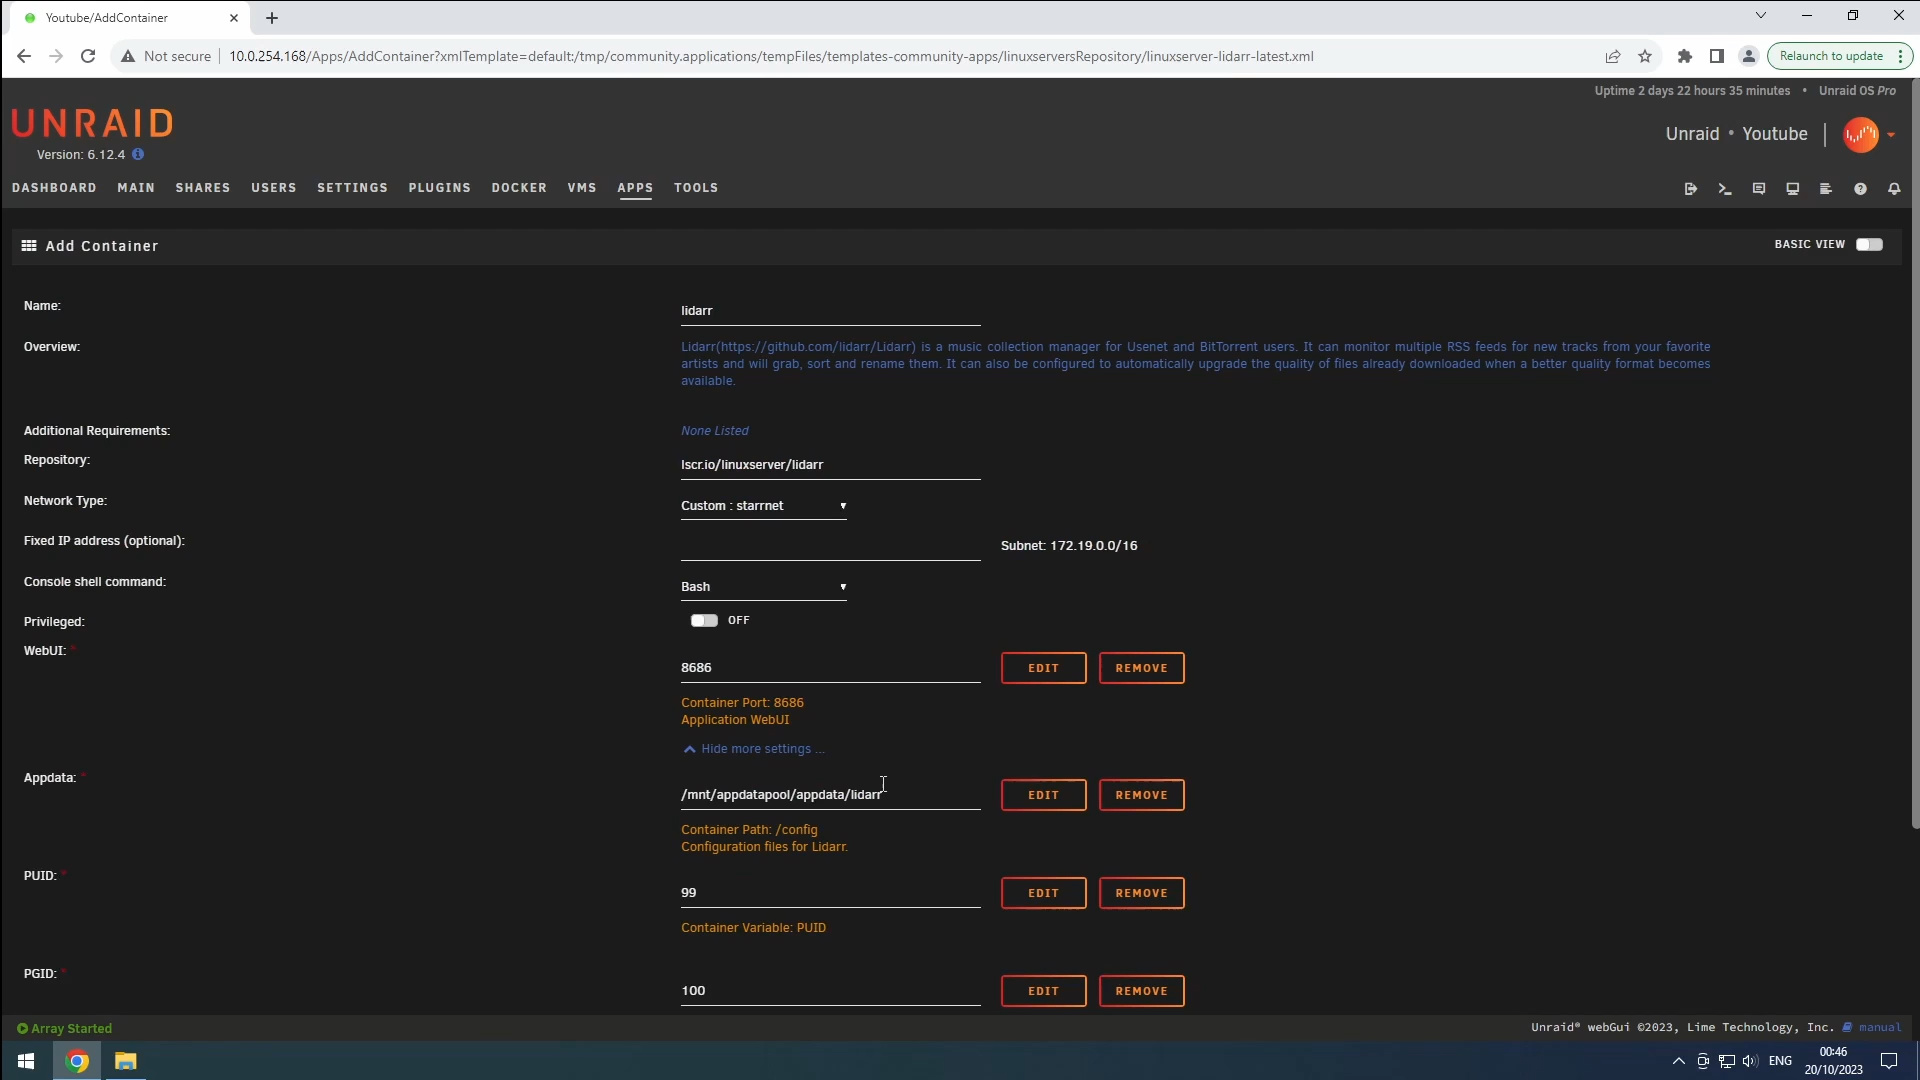 Youtube/AddContainer
Not secure
10.0.254.168/Apps/AddContainer?xmlTemplate=default:/tmp/community.applications/tempFiles/templates-community-apps/linuxserversRepository/linuxserver-lidarr-latest.xml
Relaunch to update
Uptime 2 days 22 hours 35 minutes • Unraid OS Pro
UNRAID
Version: 6.12.4
Unraid • Youtube
DASHBOARD MAIN SHARES USERS SETTINGS PLUGINS DOCKER VMS APPS TOOLS
Add Container
BASIC VIEW
Name:
lidarr
Overview:
Lidarr(https://github.com/lidarr/Lidarr) is a music collection manager for Usenet and BitTorrent users. It can monitor multiple RSS feeds for new tracks from your favorite
artists and will grab, sort and rename them. It can also be configured to automatically upgrade the quality of files already downloaded when a better quality format becomes
available.
Additional Requirements:
None Listed
Repository:
lscr.io/linuxserver/lidarr
Network Type:
Custom : starrnet
Fixed IP address (optional):
Subnet: 172.19.0.0/16
Console shell command:
Bash
Privileged:
OFF
WebUI: *
8686
EDIT
REMOVE
Container Port: 8686
Application WebUI
Hide more settings ...
Appdata: *
/mnt/appdatapool/appdata/lidarr
EDIT
REMOVE
Container Path: /config
Configuration files for Lidarr.
PUID: *
99
EDIT
REMOVE
Container Variable: PUID
PGID: *
100
EDIT
REMOVE
Array Started
Unraid® webGui ©2023, Lime Technology, Inc. manual
ENG
00:46
20/10/2023